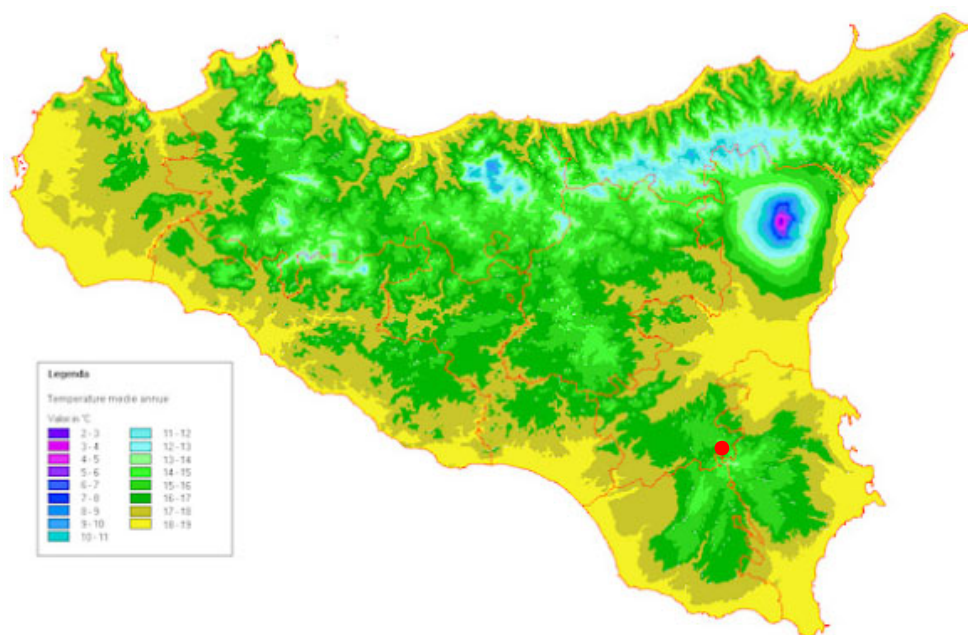 Legenda
Temperature medie annue
Valori in °C
2 - 3
3 - 4
4 - 5
5 - 6
6 - 7
7 - 8
8 - 9
9 - 10
10 - 11
11 - 12
12 - 13
13 - 14
14 - 15
15 - 16
16 - 17
17 - 18
18 - 19